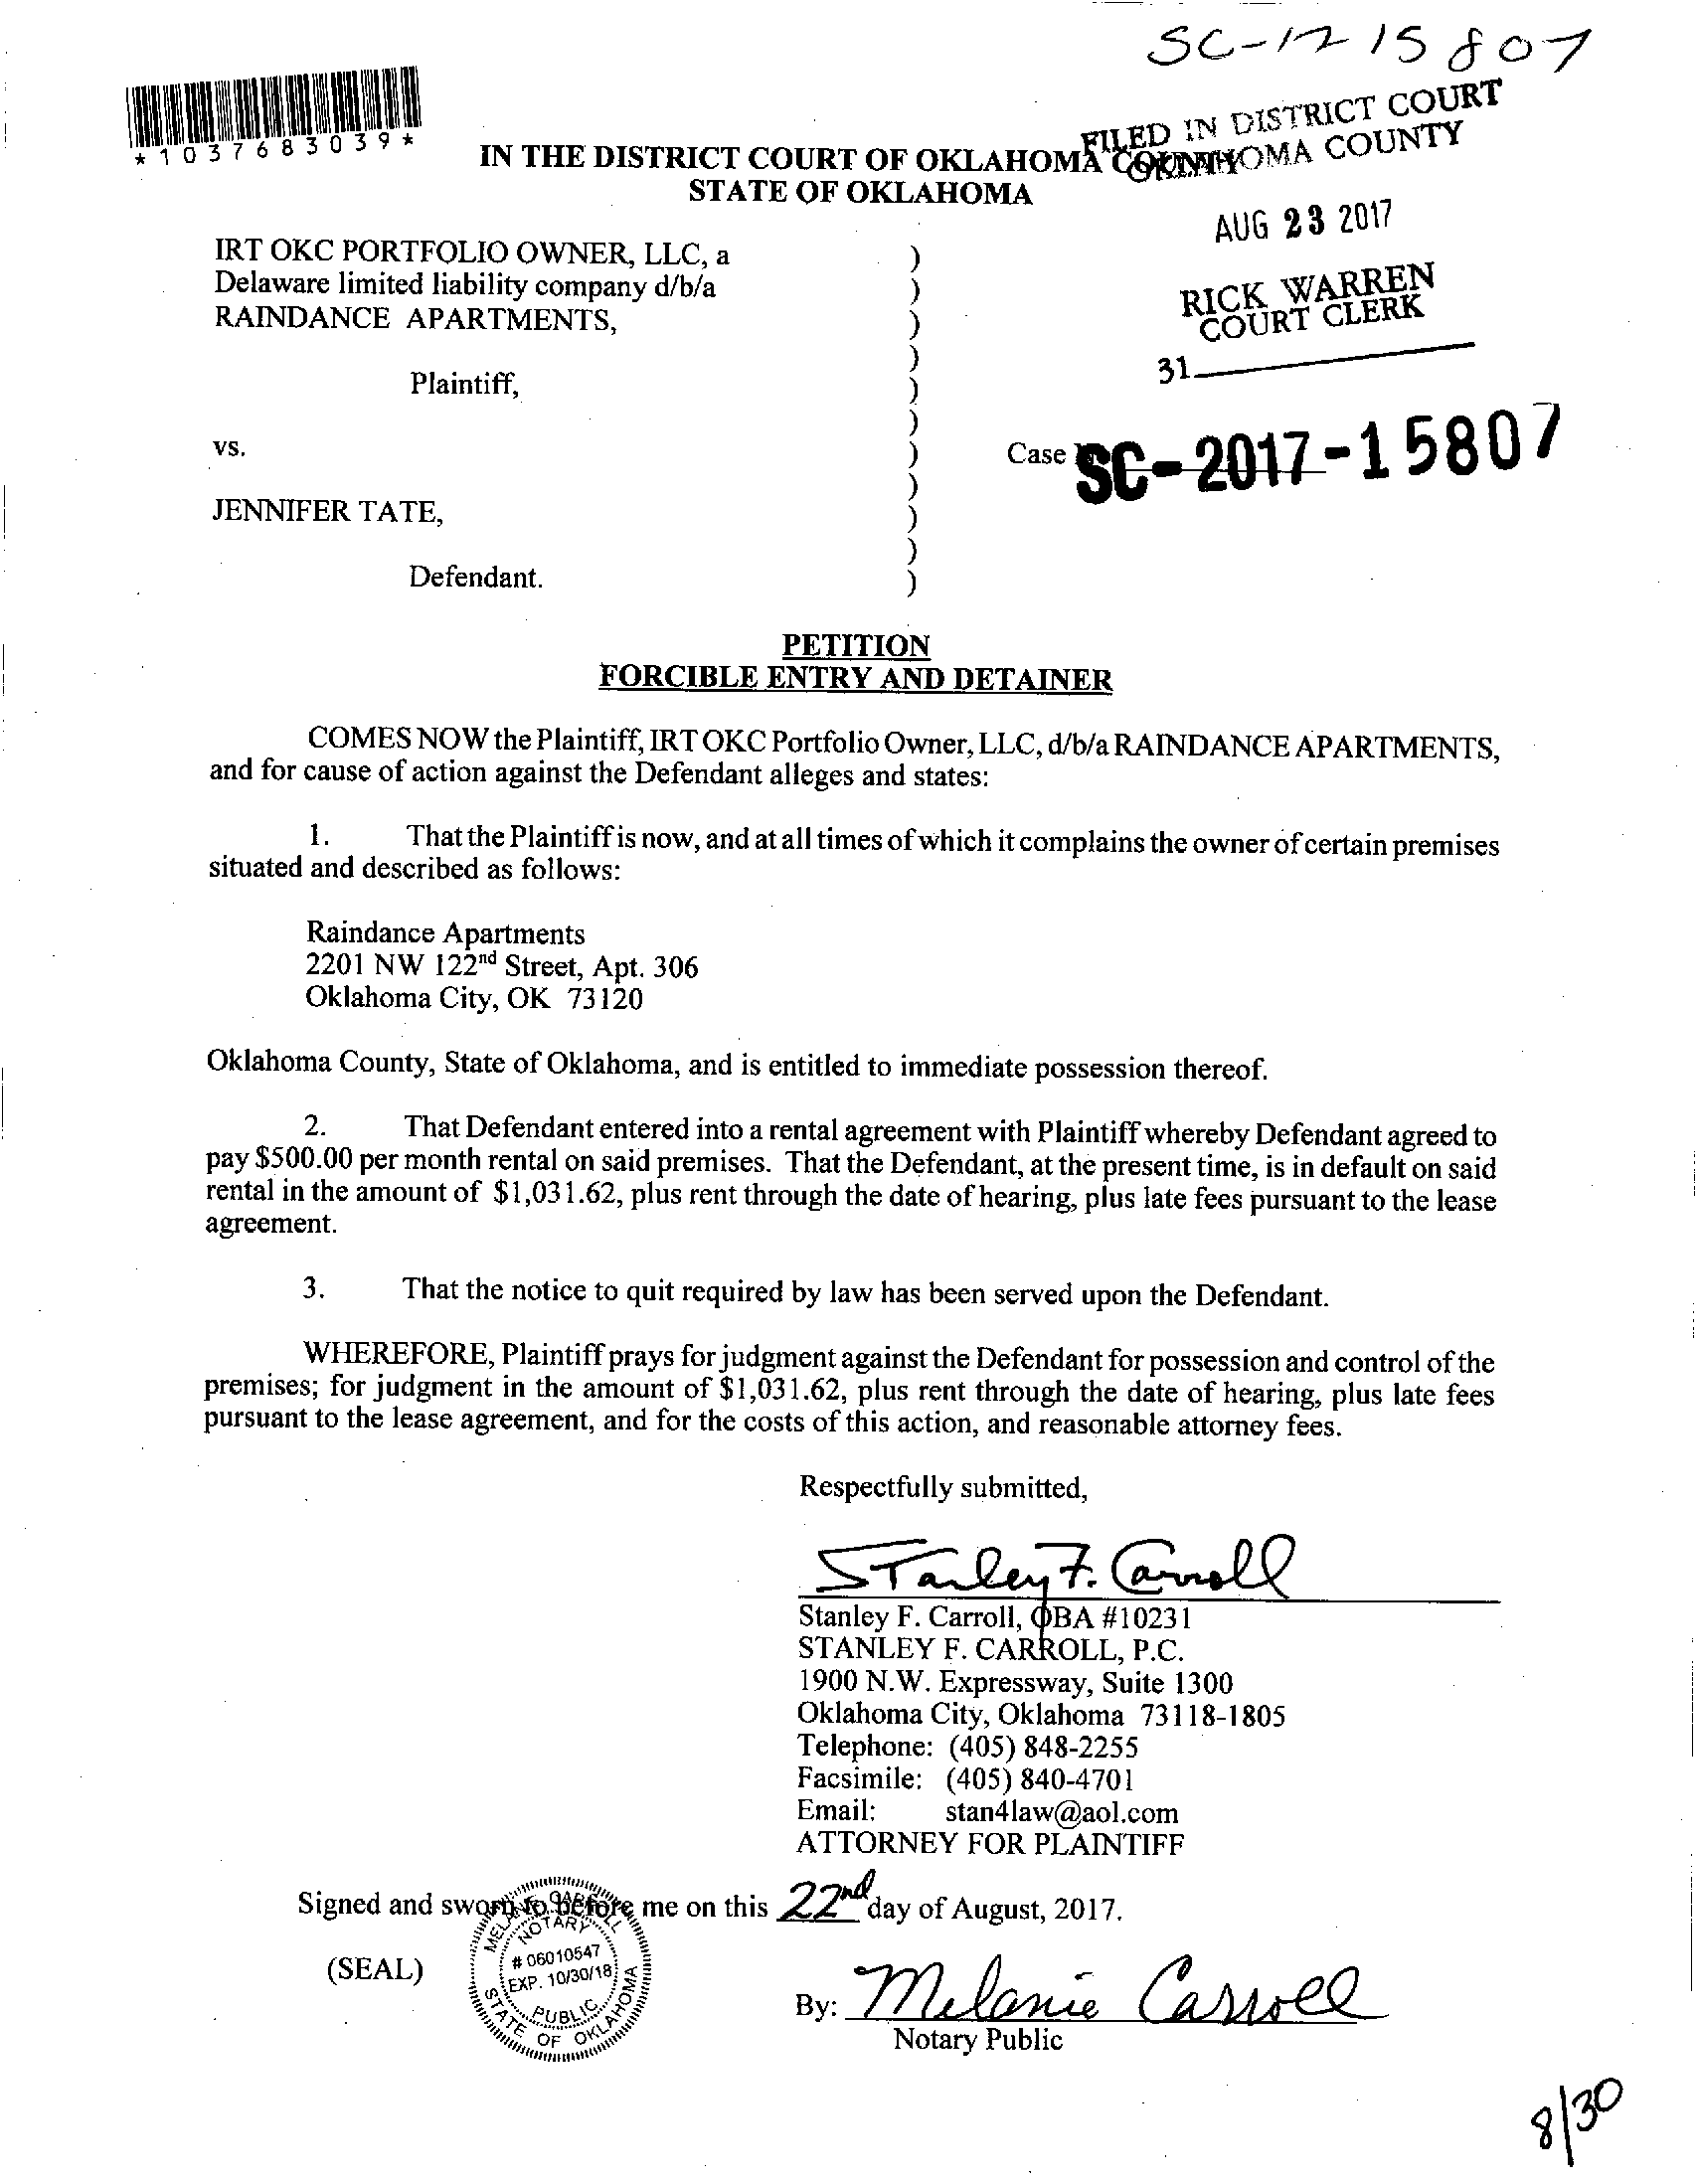 SC-17 15807
*1037683039*
FILED IN DISTRICT COURT
OKLAHOMA COUNTY
IN THE DISTRICT COURT OF OKLAHOMA COUNTY
STATE OF OKLAHOMA
AUG 23 2017
RICK WARREN
COURT CLERK
31
IRT OKC PORTFOLIO OWNER, LLC, a )
Delaware limited liability company d/b/a )
RAINDANCE APARTMENTS, )
)
Plaintiff, )
)
vs. ) Case SC-2017-15807
)
JENNIFER TATE, )
)
Defendant. )
PETITION
FORCIBLE ENTRY AND DETAINER
COMES NOW the Plaintiff, IRT OKC Portfolio Owner, LLC, d/b/a RAINDANCE APARTMENTS,
and for cause of action against the Defendant alleges and states:
1. That the Plaintiff is now, and at all times of which it complains the owner of certain premises
situated and described as follows:
Raindance Apartments
2201 NW 122nd Street, Apt. 306
Oklahoma City, OK 73120
Oklahoma County, State of Oklahoma, and is entitled to immediate possession thereof.
2. That Defendant entered into a rental agreement with Plaintiff whereby Defendant agreed to
pay $500.00 per month rental on said premises. That the Defendant, at the present time, is in default on said
rental in the amount of $1,031.62, plus rent through the date of hearing, plus late fees pursuant to the lease
agreement.
3. That the notice to quit required by law has been served upon the Defendant.
WHEREFORE, Plaintiff prays for judgment against the Defendant for possession and control of the
premises; for judgment in the amount of $1,031.62, plus rent through the date of hearing, plus late fees
pursuant to the lease agreement, and for the costs of this action, and reasonable attorney fees.
Respectfully submitted,
Stanley F. Carroll
Stanley F. Carroll, OBA #10231
STANLEY F. CARROLL, P.C.
1900 N.W. Expressway, Suite 1300
Oklahoma City, Oklahoma 73118-1805
Telephone: (405) 848-2255
Facsimile: (405) 840-4701
Email: stan4law@aol.com
ATTORNEY FOR PLAINTIFF
Signed and sworn to before me on this 22nd day of August, 2017.
(SEAL)
MELANIE CARROLL
NOTARY
# 06010547
EXP. 10/30/18
PUBLIC
STATE OF OKLAHOMA
By: Melanie Carroll
Notary Public
8/30